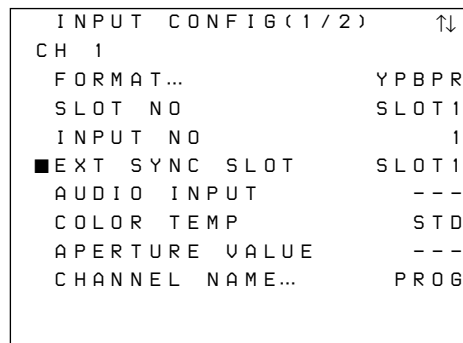 INPUT CONFIG(1/2) ↑↓
CH 1
FORMAT… YPBPR
SLOT NO SLOT1
INPUT NO 1
■EXT SYNC SLOT SLOT1
AUDIO INPUT ---
COLOR TEMP STD
APERTURE VALUE ---
CHANNEL NAME… PROG